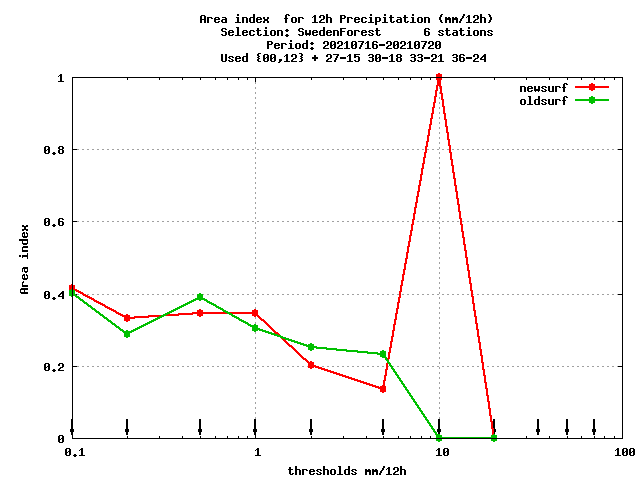 Area index  for 12h Precipitation (mm/12h)
Selection: SwedenForest      6 stations
Period: 20210716-20210720
Used {00,12} + 27-15 30-18 33-21 36-24
newsurf
oldsurf
1
0.8
0.6
0.4
0.2
0
Area index
0.1 1 10 100
thresholds mm/12h